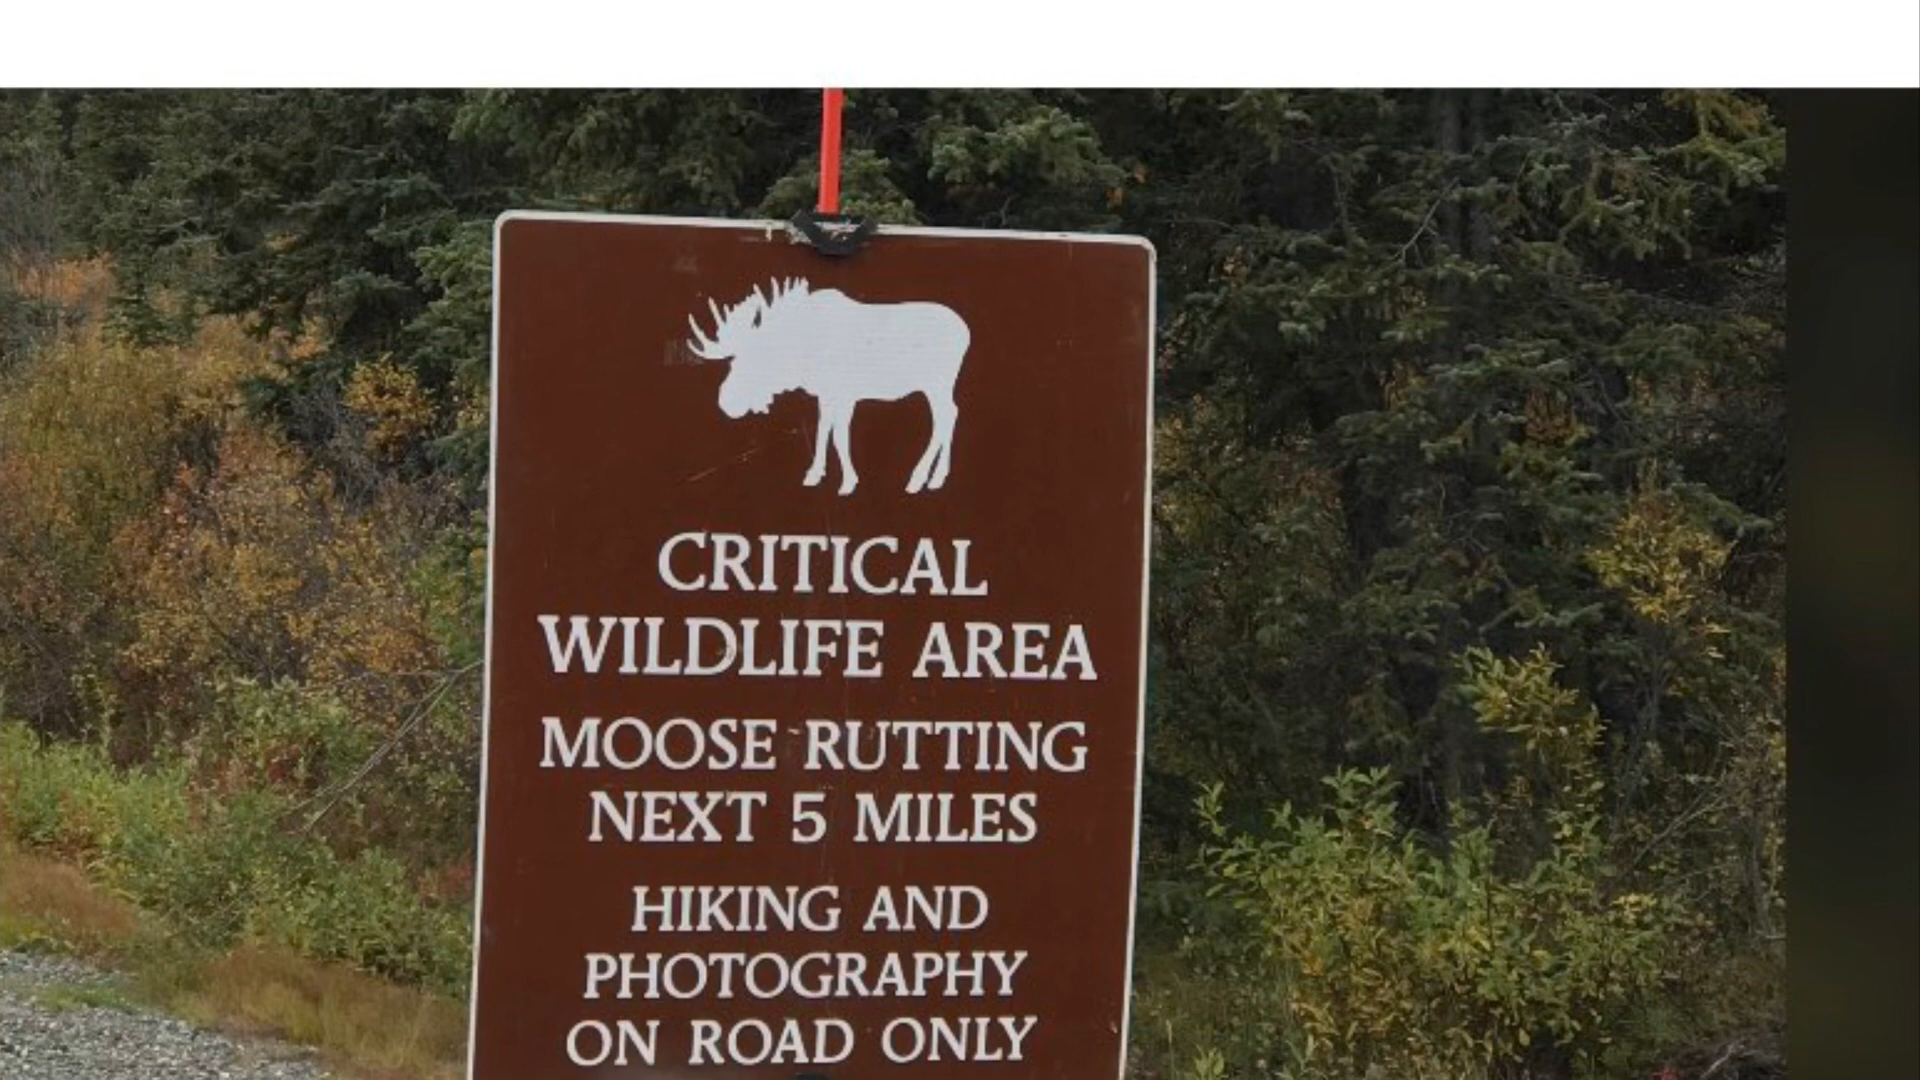 CRITICAL
WILDLIFE AREA
MOOSE RUTTING
NEXT 5 MILES
HIKING AND
PHOTOGRAPHY
ON ROAD ONLY